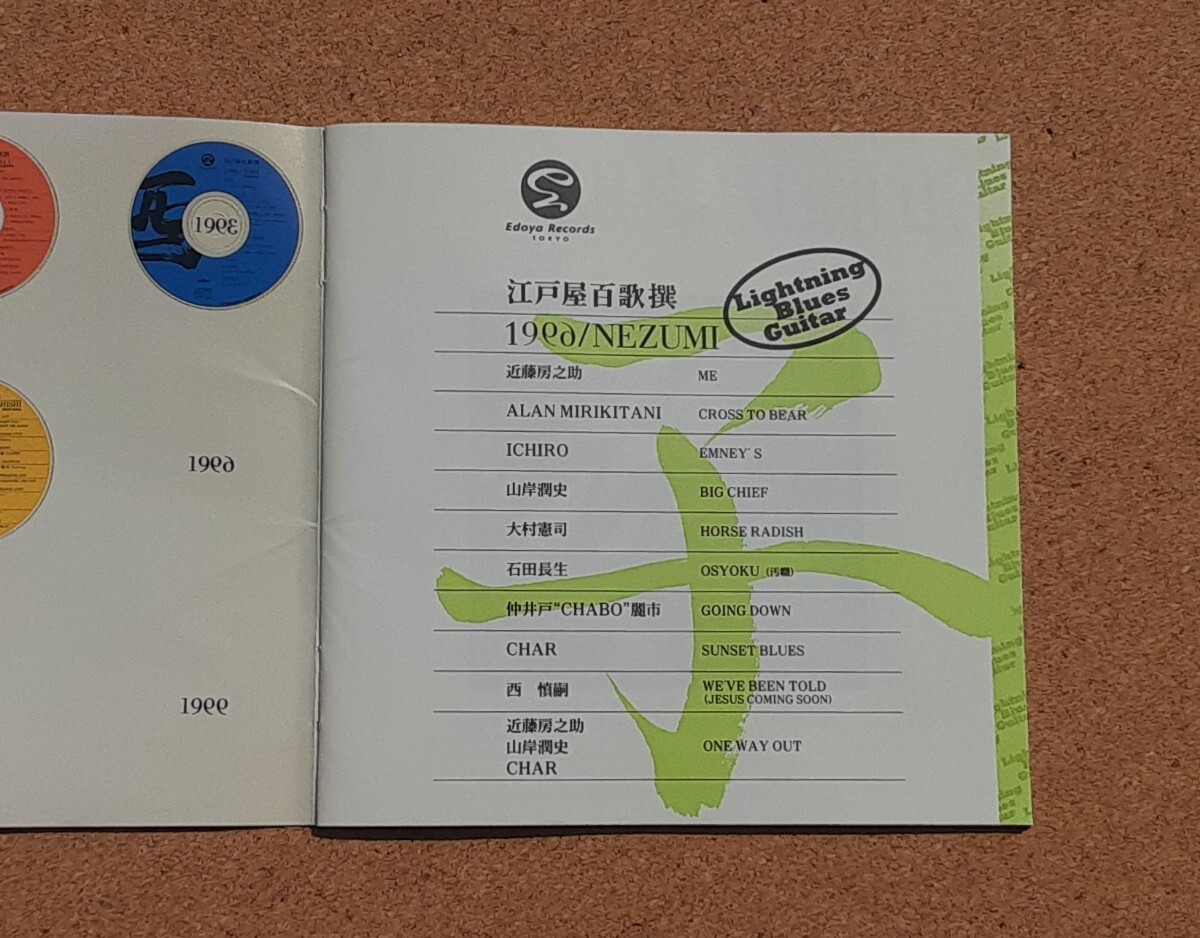 1993
1996
1999
Edoya Records
TOKYO
江戸屋百歌撰
1996/NEZUMI
Lightning
Blues
Guitar
近藤房之助 ME
ALAN MIRIKITANI CROSS TO BEAR
ICHIRO EMNEY'S
山岸潤史 BIG CHIEF
大村憲司 HORSE RADISH
石田長生 OSYOKU
仲井戸“CHABO”麗市 GOING DOWN
CHAR SUNSET BLUES
西 慎嗣 WE'VE BEEN TOLD
(JESUS COMING SOON)
近藤房之助
山岸潤史 ONE WAY OUT
CHAR